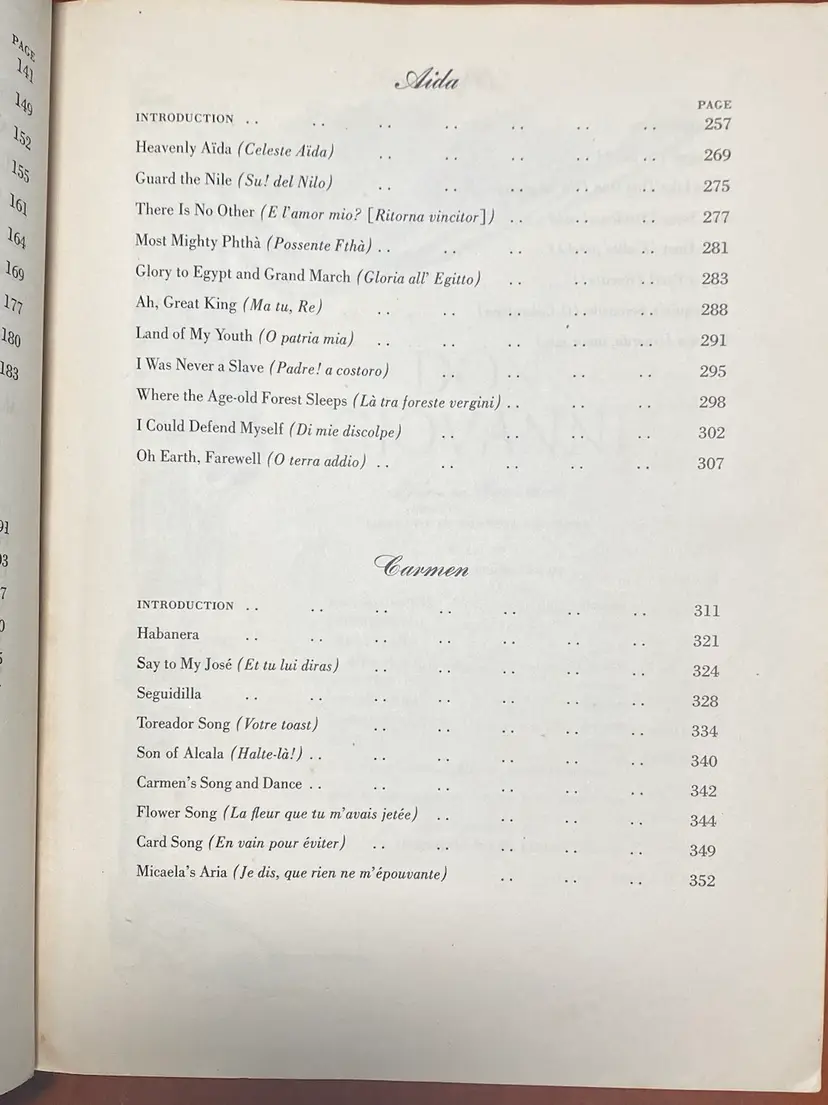 PAGE
141
149
152
155
161
164
169
177
180
183
Aida
PAGE
INTRODUCTION . . . . . . . . . . . . . . 257
Heavenly Aïda (Celeste Aïda) . . . . . . . . . . 269
Guard the Nile (Su! del Nilo) . . . . . . . . . . 275
There Is No Other (E l'amor mio? [Ritorna vincitor]) . . . . . . 277
Most Mighty Phthà (Possente Fthà) . . . . . . . . . . 281
Glory to Egypt and Grand March (Gloria all' Egitto) . . . . . . 283
Ah, Great King (Ma tu, Re) . . . . . . . . . . 288
Land of My Youth (O patria mia) . . . . . . . . . . 291
I Was Never a Slave (Padre! a costoro) . . . . . . . . 295
Where the Age-old Forest Sleeps (Là tra foreste vergini) . . . . . . 298
I Could Defend Myself (Di mie discolpe) . . . . . . . . 302
Oh Earth, Farewell (O terra addio) . . . . . . . . . . 307
Carmen
INTRODUCTION . . . . . . . . . . . . . . 311
Habanera . . . . . . . . . . . . . . 321
Say to My José (Et tu lui diras) . . . . . . . . . . 324
Seguidilla . . . . . . . . . . . . . . 328
Toreador Song (Votre toast) . . . . . . . . . . 334
Son of Alcala (Halte-là!) . . . . . . . . . . . . 340
Carmen's Song and Dance . . . . . . . . . . . . 342
Flower Song (La fleur que tu m'avais jetée) . . . . . . . . 344
Card Song (En vain pour éviter) . . . . . . . . . . 349
Micaela's Aria (Je dis, que rien ne m'épouvante) . . . . . . 352